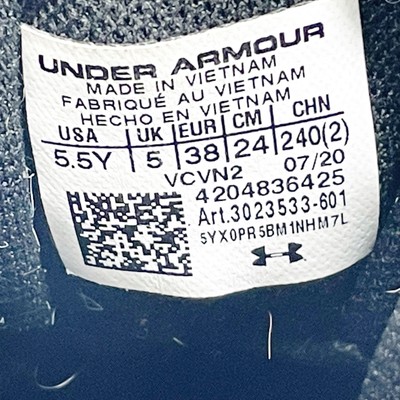 UNDER ARMOUR
MADE IN VIETNAM
FABRIQUÉ AU VIETNAM
HECHO EN VIETNAM
USA UK EUR CM CHN
5.5Y 5 38 24 240(2)
VCVN2 07/20
4204836425
Art.3023533-601
5YX0PR5BM1NHM7L